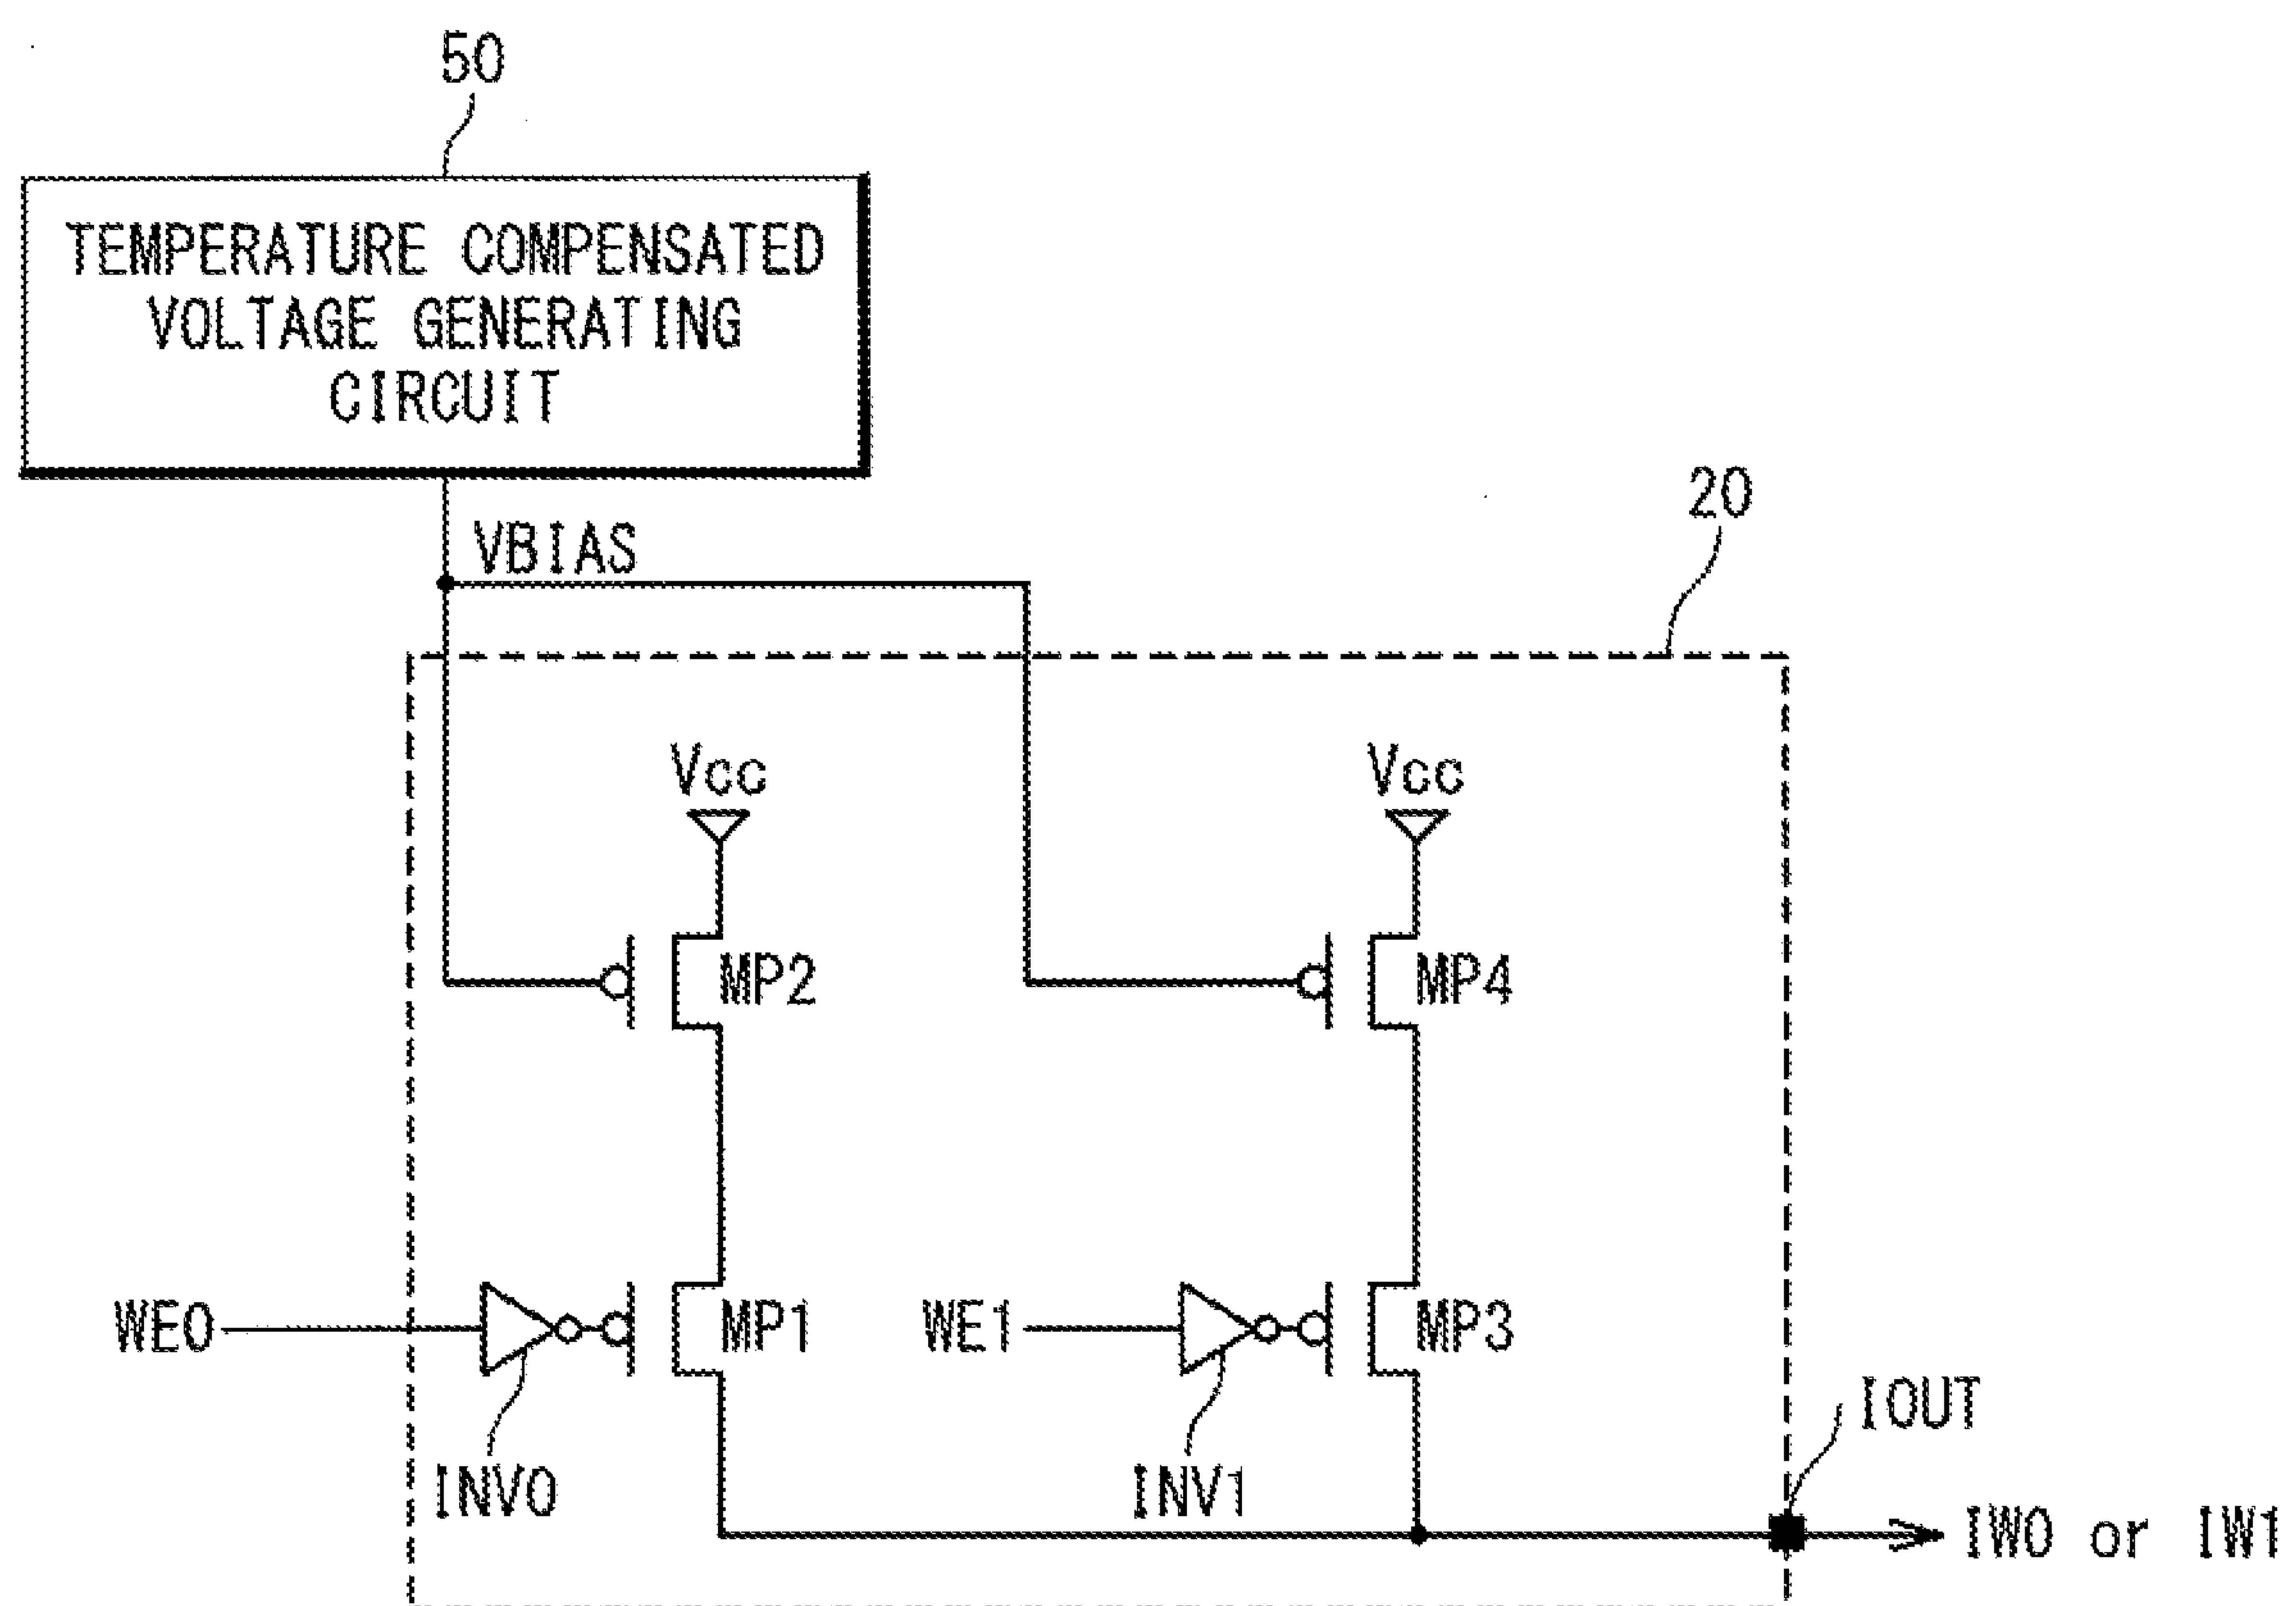 50
TEMPERATURE COMPENSATED
VOLTAGE GENERATING
CIRCUIT
VBIAS
20
Vcc
Vcc
MP2
MP4
WE0
MP1
WE1
MP3
INV0
INV1
IOUT
IW0 or IW1